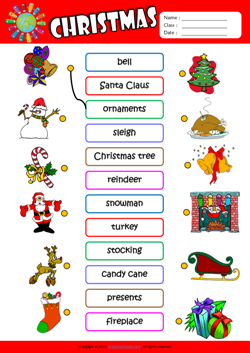 CHRISTMAS
Name :
Class :
Date :
bell
Santa Claus
ornaments
sleigh
Christmas tree
reindeer
snowman
turkey
stocking
candy cane
presents
fireplace